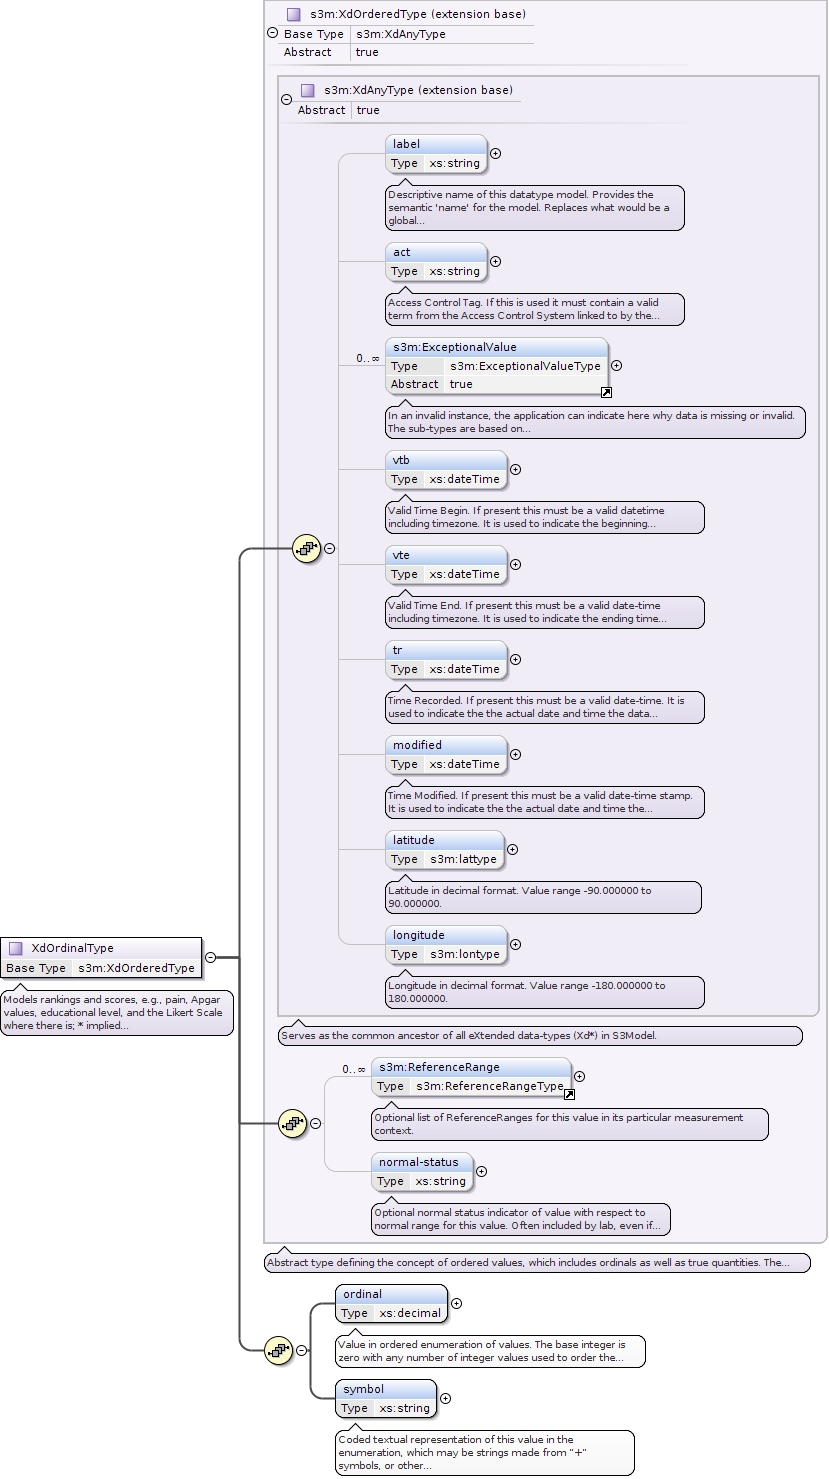 s3m:XdOrderedType (extension base)
Base Type s3m:XdAnyType
Abstract true
s3m:XdAnyType (extension base)
Abstract true
label
Type xs:string
Descriptive name of this datatype model. Provides the
semantic 'name' for the model. Replaces what would be a
global...
act
Type xs:string
Access Control Tag. If this is used it must contain a valid
term from the Access Control System linked to by the...
s3m:ExceptionalValue
0..∞
Type s3m:ExceptionalValueType
Abstract true
In an invalid instance, the application can indicate here why data is missing or invalid.
The sub-types are based on...
vtb
Type xs:dateTime
Valid Time Begin. If present this must be a valid datetime
including timezone. It is used to indicate the beginning...
vte
Type xs:dateTime
Valid Time End. If present this must be a valid date-time
including timezone. It is used to indicate the ending time...
tr
Type xs:dateTime
Time Recorded. If present this must be a valid date-time. It is
used to indicate the the actual date and time the data...
modified
Type xs:dateTime
Time Modified. If present this must be a valid date-time stamp.
It is used to indicate the the actual date and time the...
latitude
Type s3m:lattype
Latitude in decimal format. Value range -90.000000 to
90.000000.
longitude
Type s3m:lontype
Longitude in decimal format. Value range -180.000000 to
180.000000.
XdOrdinalType
Base Type s3m:XdOrderedType
Models rankings and scores, e.g., pain, Apgar
values, educational level, and the Likert Scale
where there is; * implied...
Serves as the common ancestor of all eXtended data-types (Xd*) in S3Model.
0..∞
s3m:ReferenceRange
Type s3m:ReferenceRangeType
Optional list of ReferenceRanges for this value in its particular measurement
context.
normal-status
Type xs:string
Optional normal status indicator of value with respect to
normal range for this value. Often included by lab, even if...
Abstract type defining the concept of ordered values, which includes ordinals as well as true quantities. The...
ordinal
Type xs:decimal
Value in ordered enumeration of values. The base integer is
zero with any number of integer values used to order the...
symbol
Type xs:string
Coded textual representation of this value in the
enumeration, which may be strings made from "+"
symbols, or other...